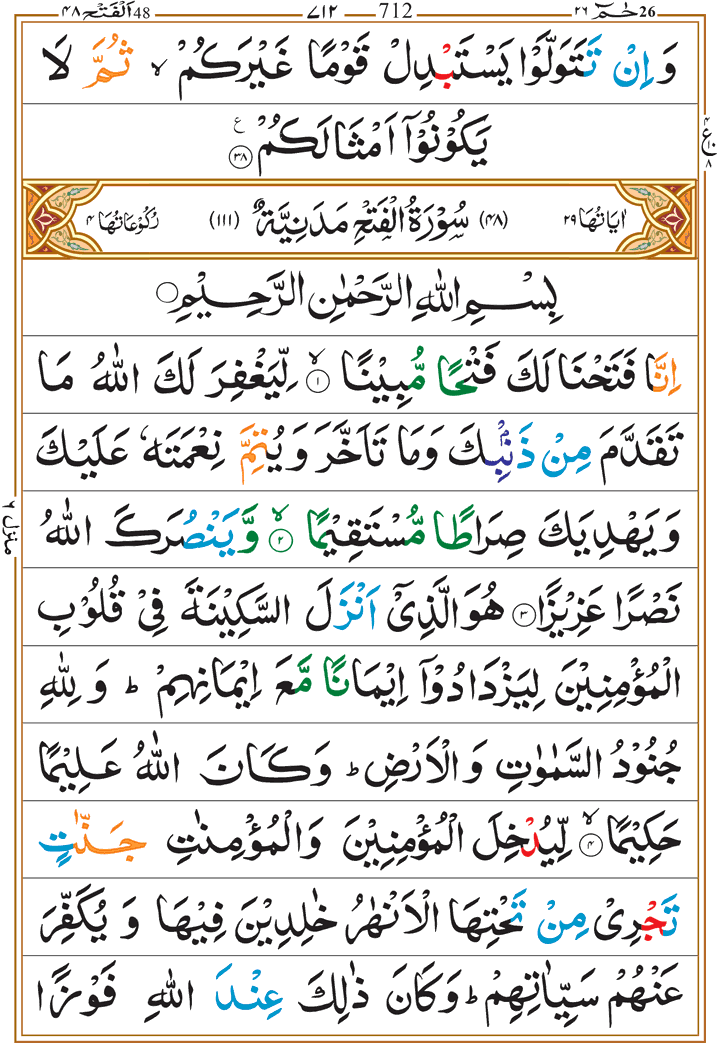 حٰمٓ ٢٦ 26 712 ٧١٢ اَلْفَتْح ٤٨ 48
وَ اِنْ تَتَوَلَّوْا يَسْتَبْدِلْ قَوْمًا غَيْرَكُمْ ۙ ثُمَّ لَا
يَكُوْنُوْۤا اَمْثَالَكُمْ ع ٣٨
٤ ع ١٠ ٨
اٰيَاتُهَا ٢٩ (٤٨) سُوْرَةُ الْفَتْحِ مَدَنِيَّةٌ (١١١) رُكُوْعَاتُهَا ٤
بِسْمِ اللّٰهِ الرَّحْمٰنِ الرَّحِيْمِ
اِنَّا فَتَحْنَا لَكَ فَتْحًا مُّبِيْنًا ۙ ١ لِّيَغْفِرَ لَكَ اللّٰهُ مَا
تَقَدَّمَ مِنْ ذَنْۢبِكَ وَمَا تَاَخَّرَ وَ يُتِمَّ نِعْمَتَهٗ عَلَيْكَ
وَ يَهْدِيَكَ صِرَاطًا مُّسْتَقِيْمًا ۙ ٢ وَّيَنْصُرَكَ اللّٰهُ
منزل ٦
نَصْرًا عَزِيْزًا ٣ هُوَ الَّذِيْۤ اَنْزَلَ السَّكِيْنَةَ فِيْ قُلُوْبِ
الْمُؤْمِنِيْنَ لِيَزْدَادُوْۤا اِيْمَانًا مَّعَ اِيْمَانِهِمْ ؕ وَ لِلّٰهِ
جُنُوْدُ السَّمٰوٰتِ وَ الْاَرْضِ ؕ وَ كَانَ اللّٰهُ عَلِيْمًا
حَكِيْمًا ۙ ٤ لِّيُدْخِلَ الْمُؤْمِنِيْنَ وَ الْمُؤْمِنٰتِ جَنّٰتٍ
تَجْرِيْ مِنْ تَحْتِهَا الْاَنْهٰرُ خٰلِدِيْنَ فِيْهَا وَ يُكَفِّرَ
عَنْهُمْ سَيِّاٰتِهِمْ ؕ وَكَانَ ذٰلِكَ عِنْدَ اللّٰهِ فَوْزًا